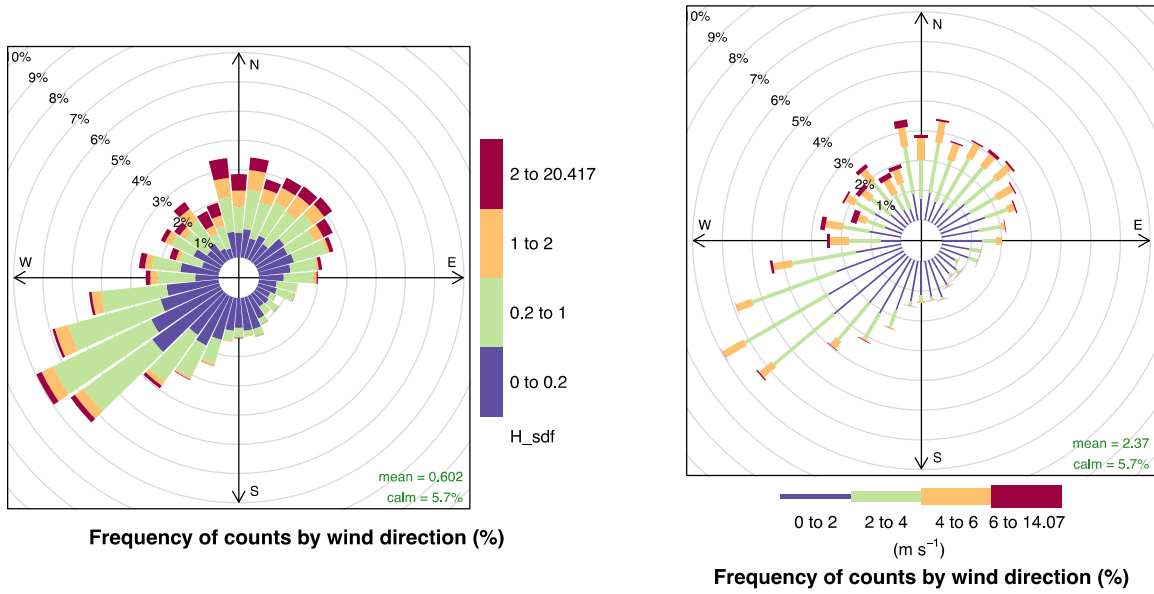 10%
9%
8%
7%
6%
5%
4%
3%
2%
1%
N
W
E
S
mean = 0.602
calm = 5.7%
2 to 20.417
1 to 2
0.2 to 1
0 to 0.2
H_sdf
Frequency of counts by wind direction (%)
10%
9%
8%
7%
6%
5%
4%
3%
2%
1%
N
W
E
S
mean = 2.37
calm = 5.7%
0 to 2
2 to 4
4 to 6
6 to 14.07
(m s⁻¹)
Frequency of counts by wind direction (%)